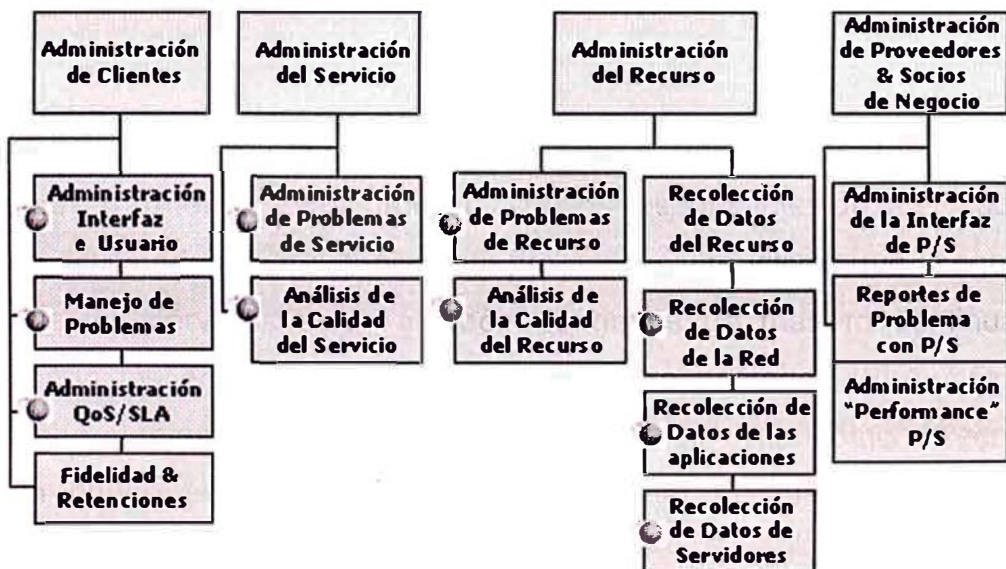 Administración
de Clientes
Administración
del Servicio
Administración
del Recurso
Administración
de Proveedores
& Socios
de Negocio
Administración
Interfaz
e Usuario
Manejo de
Problemas
Administración
QoS/SLA
Fidelidad &
Retenciones
Administración
de Problemas
de Servicio
Análisis de
la Calidad
del Servicio
Administración
de Problemas
de Recurso
Análisis de
la Calidad
del Recurso
Recolección
de Datos
del Recurso
Recolección
de Datos
de la Red
Recolección de
Datos de las
aplicaciones
Recolección
de Datos de
Servidores
Administración
de la Interfaz
de P/S
Reportes de
Problema
con P/S
Administración
"Performance"
P/S